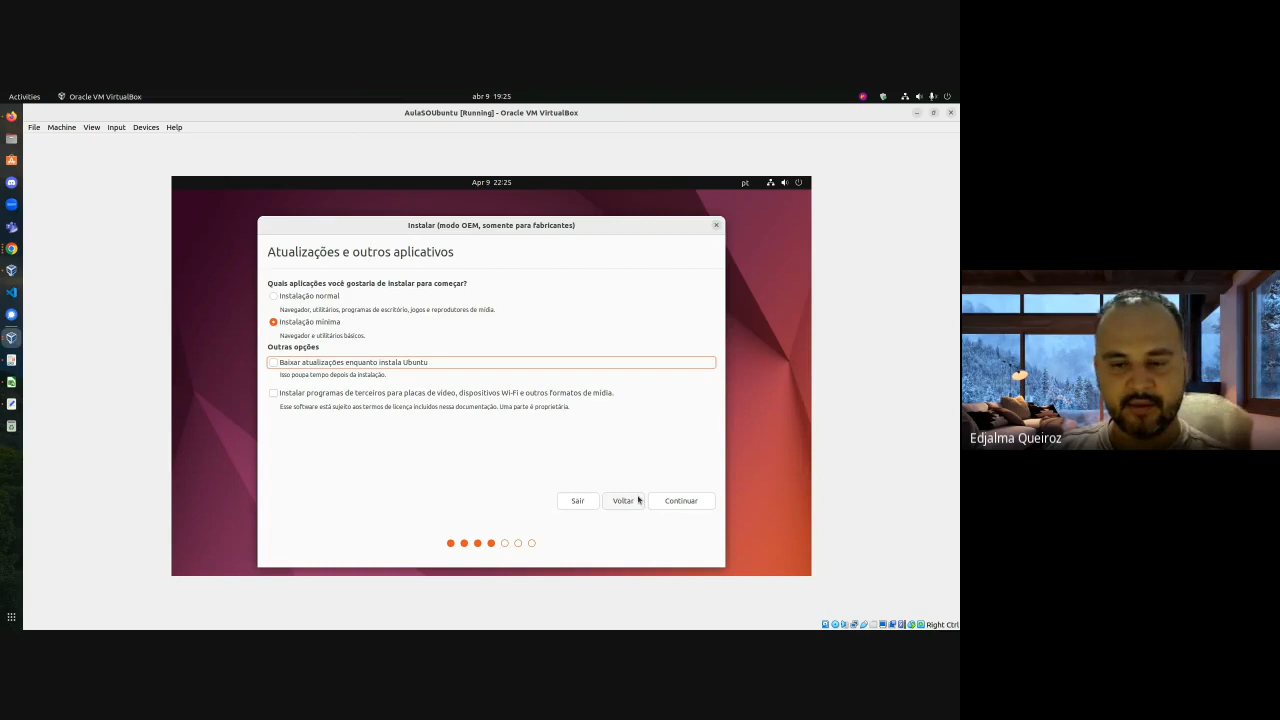 Activities
Oracle VM VirtualBox
abr 9 19:25
AulaSOUbuntu [Running] - Oracle VM VirtualBox
File Machine View Input Devices Help
Apr 9 22:25
pt
Instalar (modo OEM, somente para fabricantes)
Atualizações e outros aplicativos
Quais aplicações você gostaria de instalar para começar?
Instalação normal
Navegador, utilitários, programas de escritório, jogos e reprodutores de mídia.
Instalação mínima
Navegador e utilitários básicos.
Outras opções
Baixar atualizações enquanto instala Ubuntu
Isso poupa tempo depois da instalação.
Instalar programas de terceiros para placas de vídeo, dispositivos Wi-Fi e outros formatos de mídia.
Esse software está sujeito aos termos de licença incluídos nessa documentação. Uma parte é proprietária.
Sair Voltar Continuar
Right Ctrl
Edjalma Queiroz